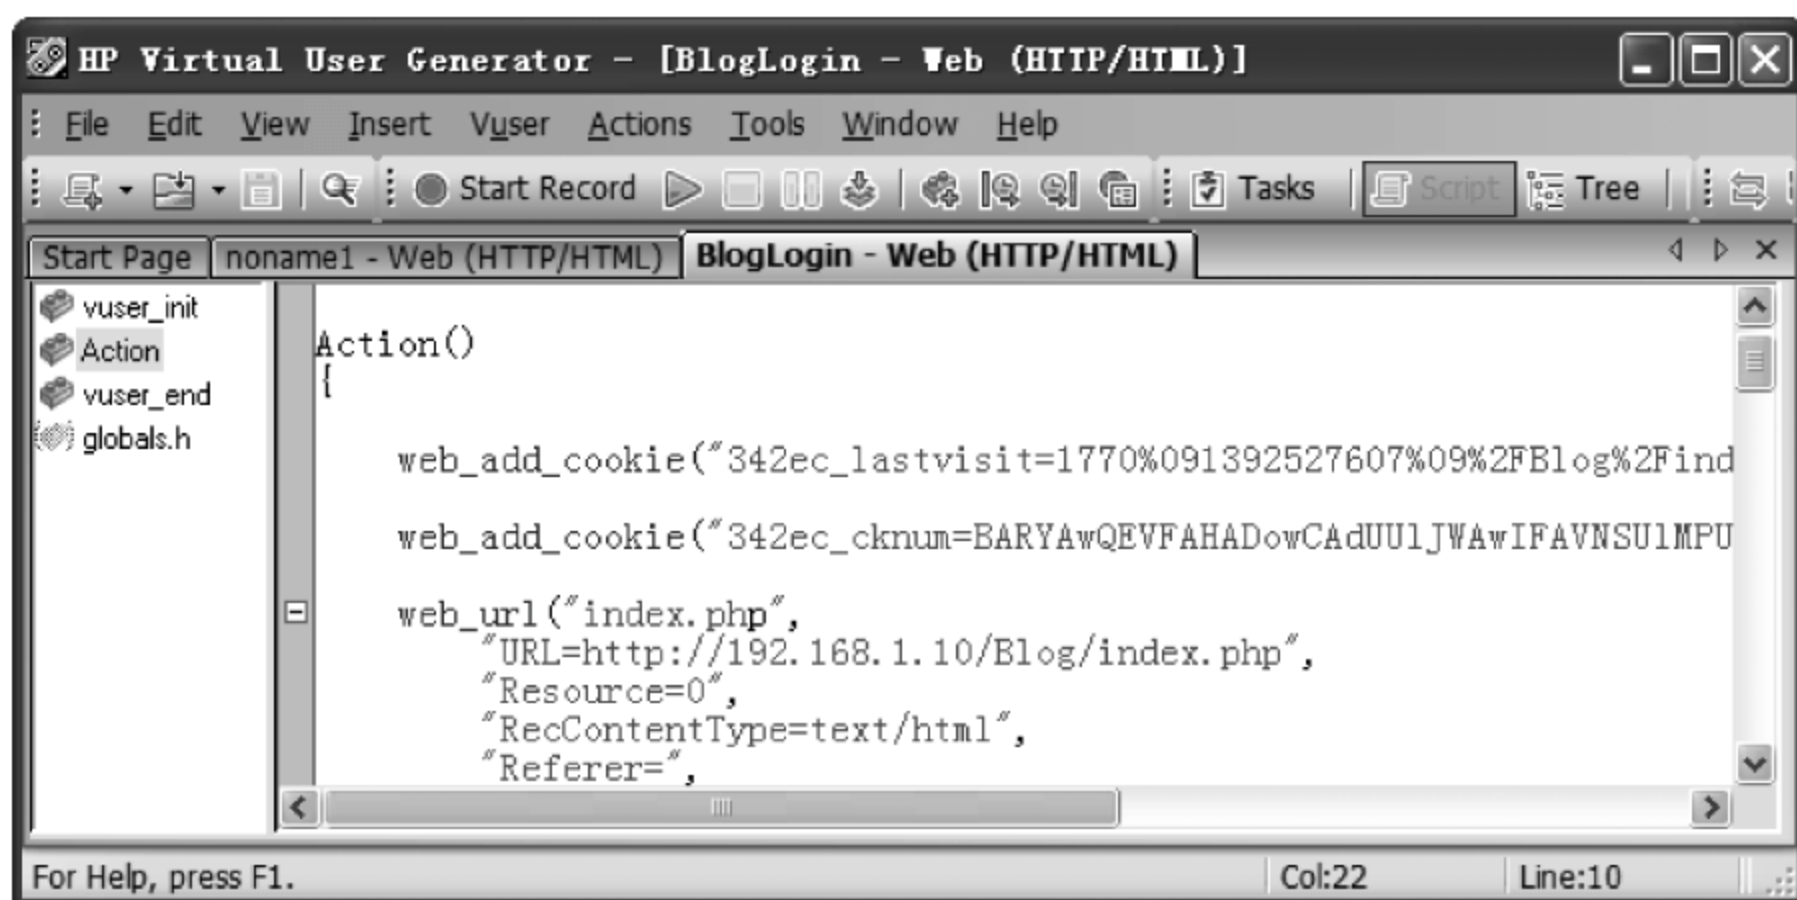 HP Virtual User Generator - [BlogLogin - Web (HTTP/HTML)]
File Edit View Insert Vuser Actions Tools Window Help
Start Record Tasks Script Tree
Start Page noname1 - Web (HTTP/HTML) BlogLogin - Web (HTTP/HTML)
vuser_init
Action
vuser_end
globals.h
Action()
{
web_add_cookie("342ec_lastvisit=1770%091392527607%09%2FBlog%2Find
web_add_cookie("342ec_cknum=BARYAwQEVFAHADowCAdUUlJWAwIFAVNSUlMPU
web_url("index.php",
"URL=http://192.168.1.10/Blog/index.php",
"Resource=0",
"RecContentType=text/html",
"Referer=",
For Help, press F1. Col:22 Line:10